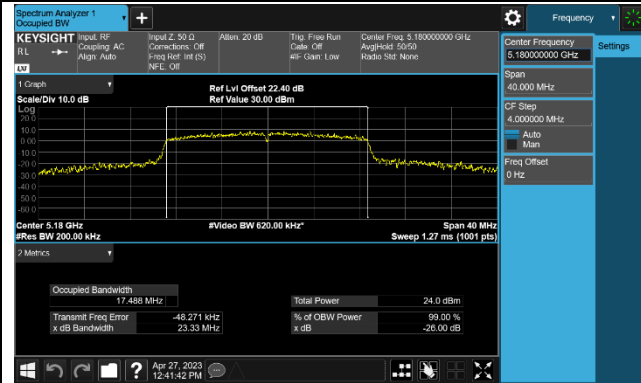 Spectrum Analyzer 1
Occupied BW
Frequency
KEYSIGHT
RL
LXI
Input: RF
Coupling: AC
Align: Auto
Input Z: 50 Ω
Corrections: Off
Freq Ref: Int (S)
NFE: Off
Atten: 20 dB
Trig: Free Run
Gate: Off
#IF Gain: Low
Center Freq: 5.180000000 GHz
Avg|Hold: 50/50
Radio Std: None
Center Frequency
5.180000000 GHz
Settings
Span
40.000 MHz
CF Step
4.000000 MHz
Auto
Man
Freq Offset
0 Hz
1 Graph
Scale/Div 10.0 dB
Ref Lvl Offset 22.40 dB
Ref Value 30.00 dBm
Log
20.0
10.0
0.00
-10.0
-20.0
-30.0
-40.0
-50.0
-60.0
Center 5.18 GHz
#Res BW 200.00 kHz
#Video BW 620.00 kHz*
Span 40 MHz
Sweep 1.27 ms (1001 pts)
2 Metrics
Occupied Bandwidth
17.488 MHz
Total Power 24.0 dBm
Transmit Freq Error -48.271 kHz
% of OBW Power 99.00 %
x dB Bandwidth 23.33 MHz
x dB -26.00 dB
?
Apr 27, 2023
12:41:42 PM